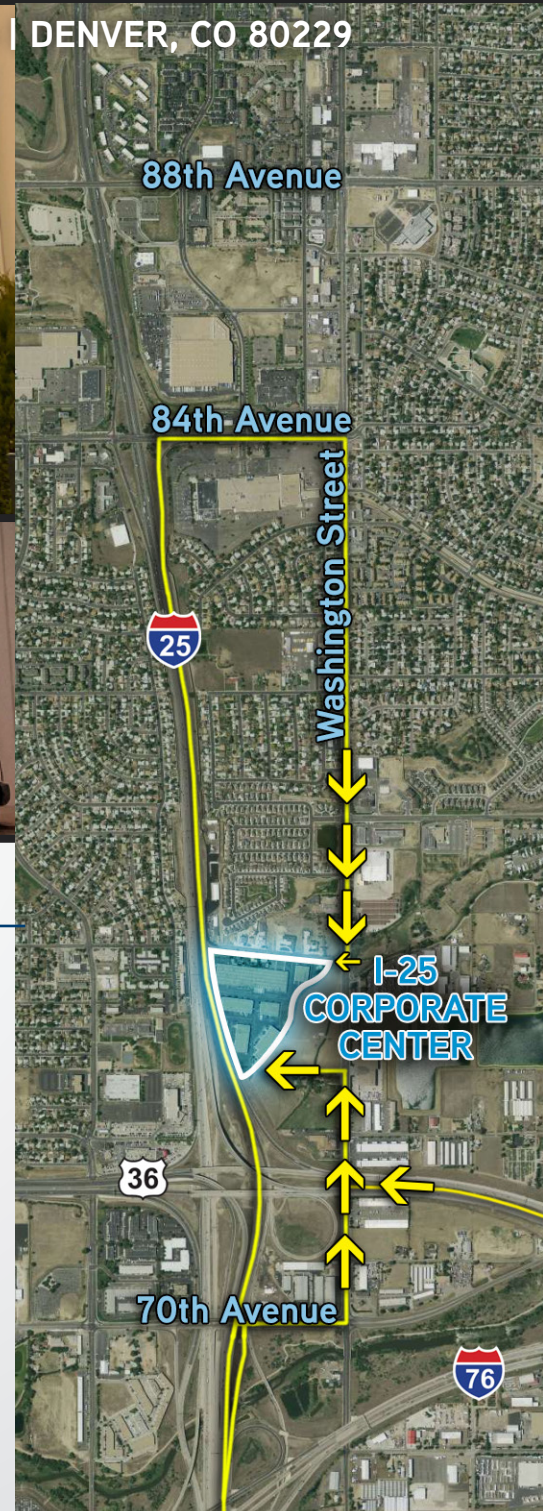 | DENVER, CO 80229
88th Avenue
84th Avenue
Washington Street
25
I-25
CORPORATE
CENTER
36
70th Avenue
76